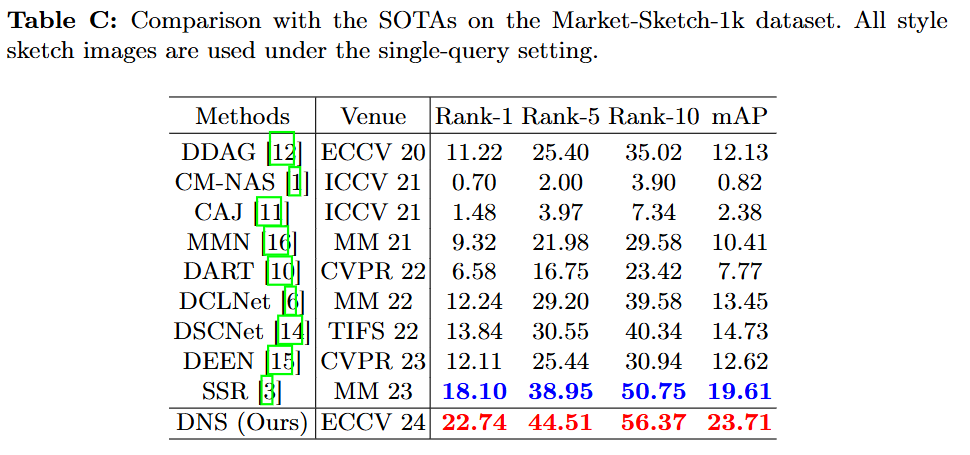 Table C: Comparison with the SOTAs on the Market-Sketch-1k dataset. All style
sketch images are used under the single-query setting.
Methods Venue Rank-1 Rank-5 Rank-10 mAP
DDAG [12] ECCV 20 11.22 25.40 35.02 12.13
CM-NAS [1] ICCV 21 0.70 2.00 3.90 0.82
CAJ [11] ICCV 21 1.48 3.97 7.34 2.38
MMN [16] MM 21 9.32 21.98 29.58 10.41
DART [10] CVPR 22 6.58 16.75 23.42 7.77
DCLNet [6] MM 22 12.24 29.20 39.58 13.45
DSCNet [14] TIFS 22 13.84 30.55 40.34 14.73
DEEN [15] CVPR 23 12.11 25.44 30.94 12.62
SSR [3] MM 23 18.10 38.95 50.75 19.61
DNS (Ours) ECCV 24 22.74 44.51 56.37 23.71